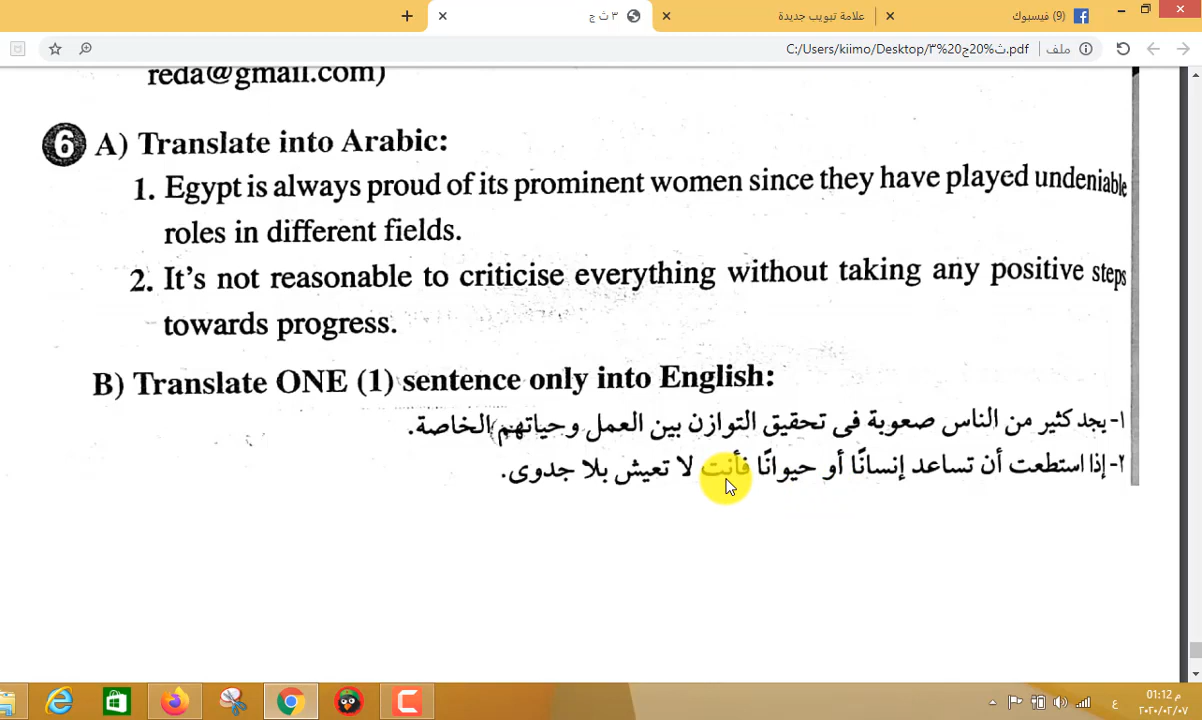 ٣ ث ج
علامة تبويب جديدة
(9) فيسبوك
ملف
C:/Users/kiimo/Desktop/٣%20ث%20ج.pdf
reda@gmail.com)
6 A) Translate into Arabic:
1. Egypt is always proud of its prominent women since they have played undeniable
roles in different fields.
2. It's not reasonable to criticise everything without taking any positive steps
towards progress.
B) Translate ONE (1) sentence only into English:
١- يجد كثير من الناس صعوبة فى تحقيق التوازن بين العمل وحياتهم الخاصة.
٢- إذا استطعت أن تساعد إنسانًا أو حيوانًا فأنت لا تعيش بلا جدوى.
ع
01:12 م
٢٠٢٠/٠٢/٠٧